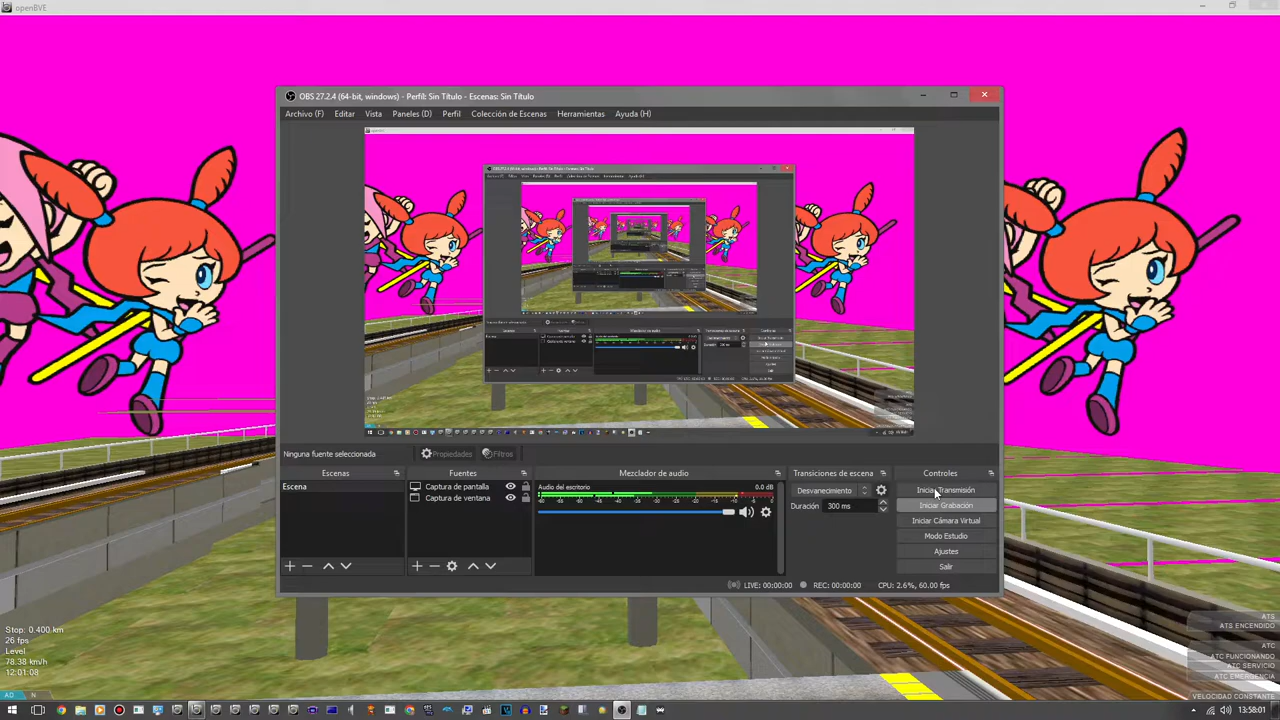 openBVE
OBS 27.2.4 (64-bit, windows) - Perfil: Sin Título - Escenas: Sin Título
Archivo (F) Editar Vista Paneles (D) Perfil Colección de Escenas Herramientas Ayuda (H)
Ninguna fuente seleccionada Propiedades Filtros
Escenas Fuentes Mezclador de audio Transiciones de escena Controles
Escena
Captura de pantalla
Captura de ventana
Audio del escritorio 0.0 dB
Desvanecimiento
Duración 300 ms
Iniciar Transmisión
Iniciar Grabación
Iniciar Cámara Virtual
Modo Estudio
Ajustes
Salir
LIVE: 00:00:00 REC: 00:00:00 CPU: 2.6%, 60.00 fps
Stop: 0.400 km
26 fps
Level
78.38 km/h
12:01:08
AD N
ATS
ATS ENCENDIDO
ATC
ATC FUNCIONANDO
ATC SERVICIO
ATC EMERGENCIA
VELOCIDAD CONSTANTE
13:58:01